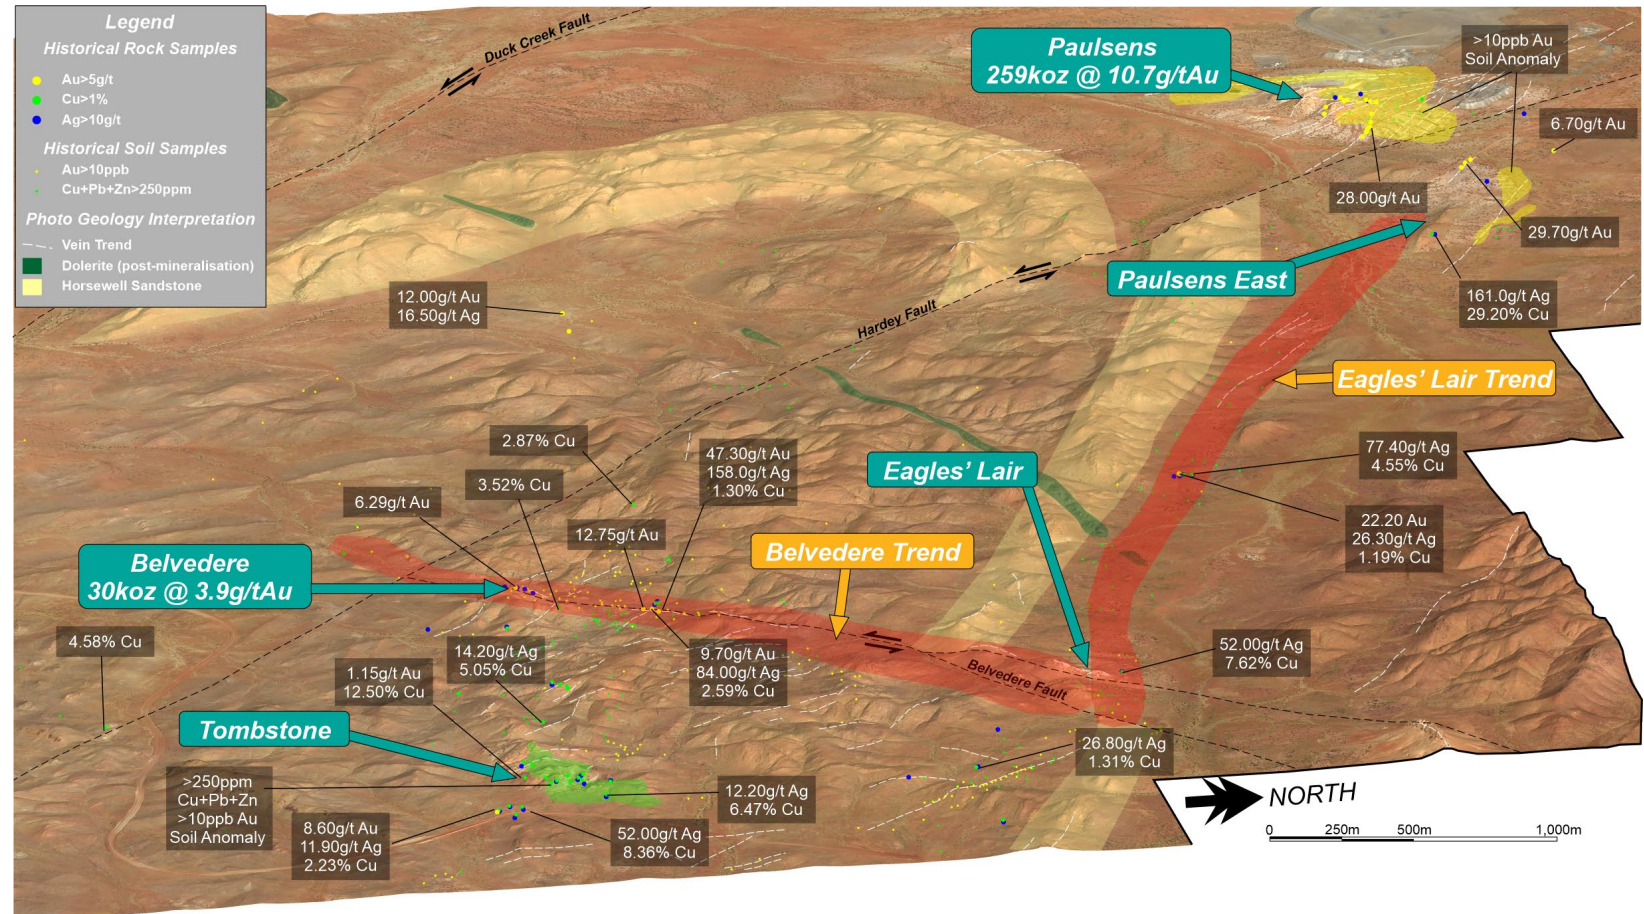 Legend
Historical Rock Samples
Au>5g/t
Cu>1%
Ag>10g/t
Historical Soil Samples
Au>10ppb
Cu+Pb+Zn>250ppm
Photo Geology Interpretation
Vein Trend
Dolerite (post-mineralisation)
Horsewell Sandstone
Duck Creek Fault
Paulsens
259koz @ 10.7g/tAu
>10ppb Au
Soil Anomaly
6.70g/t Au
28.00g/t Au
29.70g/t Au
Paulsens East
161.0g/t Ag
29.20% Cu
12.00g/t Au
16.50g/t Ag
Hardey Fault
Eagles' Lair Trend
2.87% Cu
47.30g/t Au
158.0g/t Ag
1.30% Cu
3.52% Cu
6.29g/t Au
12.75g/t Au
Eagles' Lair
77.40g/t Ag
4.55% Cu
22.20 Au
26.30g/t Ag
1.19% Cu
Belvedere
30koz @ 3.9g/tAu
Belvedere Trend
4.58% Cu
1.15g/t Au
12.50% Cu
14.20g/t Ag
5.05% Cu
9.70g/t Au
84.00g/t Ag
2.59% Cu
Belvedere Fault
52.00g/t Ag
7.62% Cu
Tombstone
26.80g/t Ag
1.31% Cu
>250ppm
Cu+Pb+Zn
>10ppb Au
Soil Anomaly
12.20g/t Ag
6.47% Cu
8.60g/t Au
11.90g/t Ag
2.23% Cu
52.00g/t Ag
8.36% Cu
NORTH
0 250m 500m 1,000m